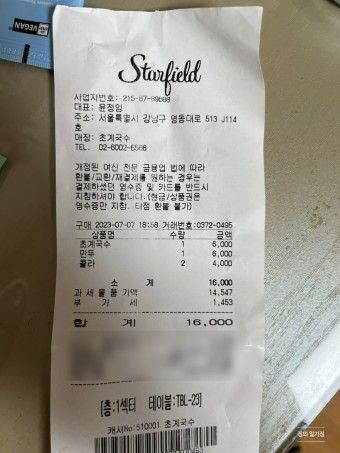 VEGAN
Starfield
사업자번호: 215-87-69668
대표: 윤정임
주소: 서울특별시 강남구 영동대로 513 J114
호
매장: 초계국수
TEL. 02-6002-6566
개정된 여신 전문 금융업 법에 따라
환불/교환/재결제를 원하는 경우는
결제하셨던 영수증 및 카드를 반드시
지참하셔야 합니다.(현금/상품권은
영수증만 지참, 타점 환불 불가)
구매 2023-07-07 18:58 거래번호:0372-0495
상품명 수량 금액
초계국수 1 6,000
만두 1 6,000
콜라 2 4,000
소 계 16,000
과세물품가액 14,547
부 가 세 1,453
합 계 16,000
[층:1섹터 테이블:TBL-23]
캐셔No:510001 초계국수